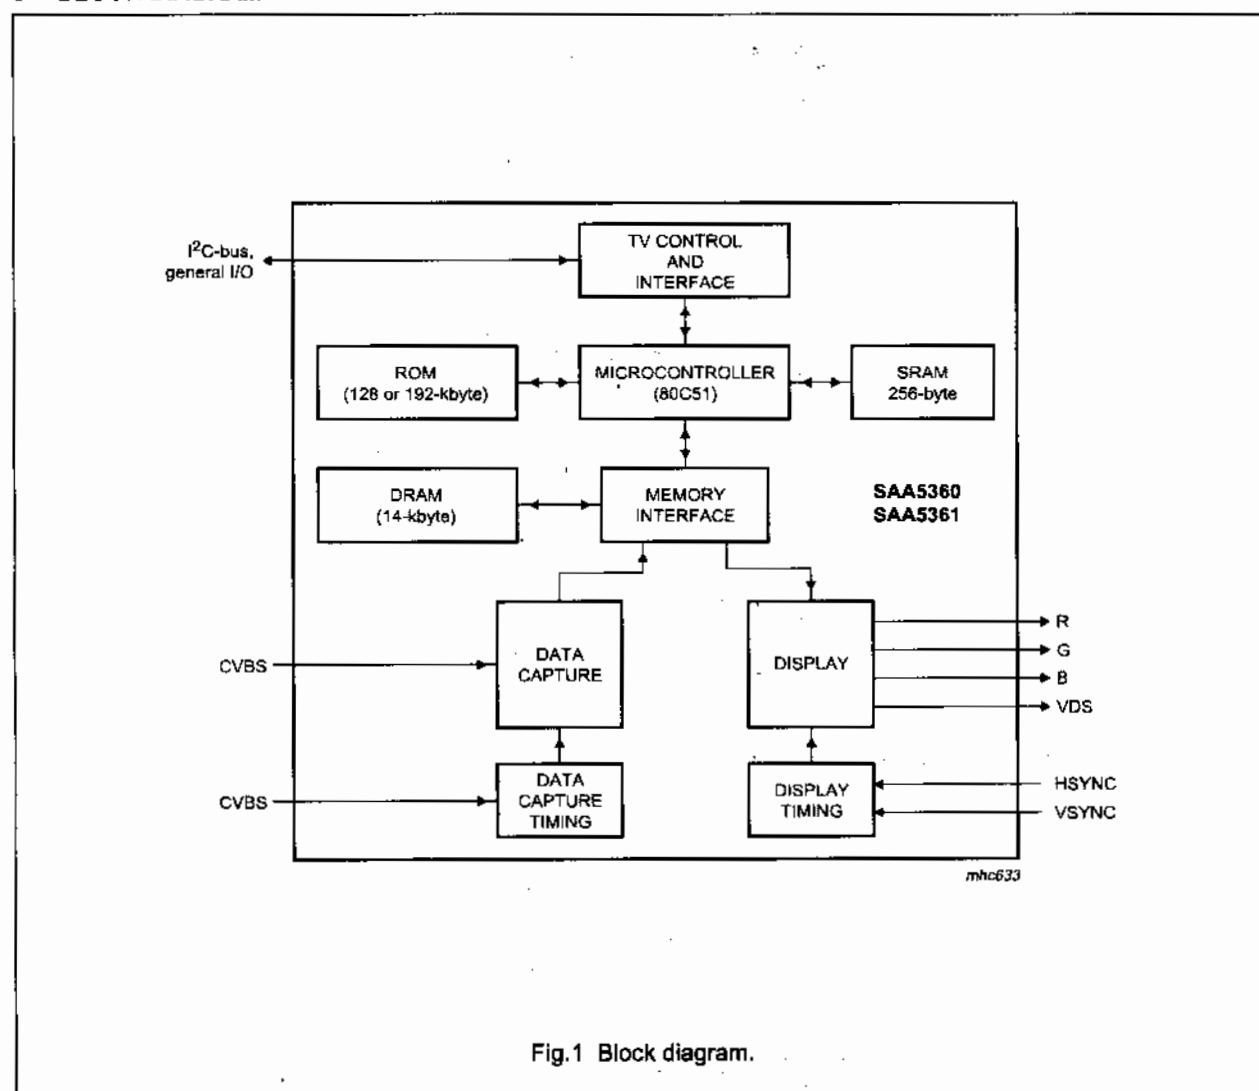 TV CONTROL
AND
INTERFACE
I²C-bus,
general I/O
ROM
(128 or 192-kbyte)
MICROCONTROLLER
(80C51)
SRAM
256-byte
DRAM
(14-kbyte)
MEMORY
INTERFACE
SAA5360
SAA5361
CVBS
DATA
CAPTURE
DISPLAY
R
G
B
VDS
CVBS
DATA
CAPTURE
TIMING
DISPLAY
TIMING
HSYNC
VSYNC
mhc633
Fig.1 Block diagram.